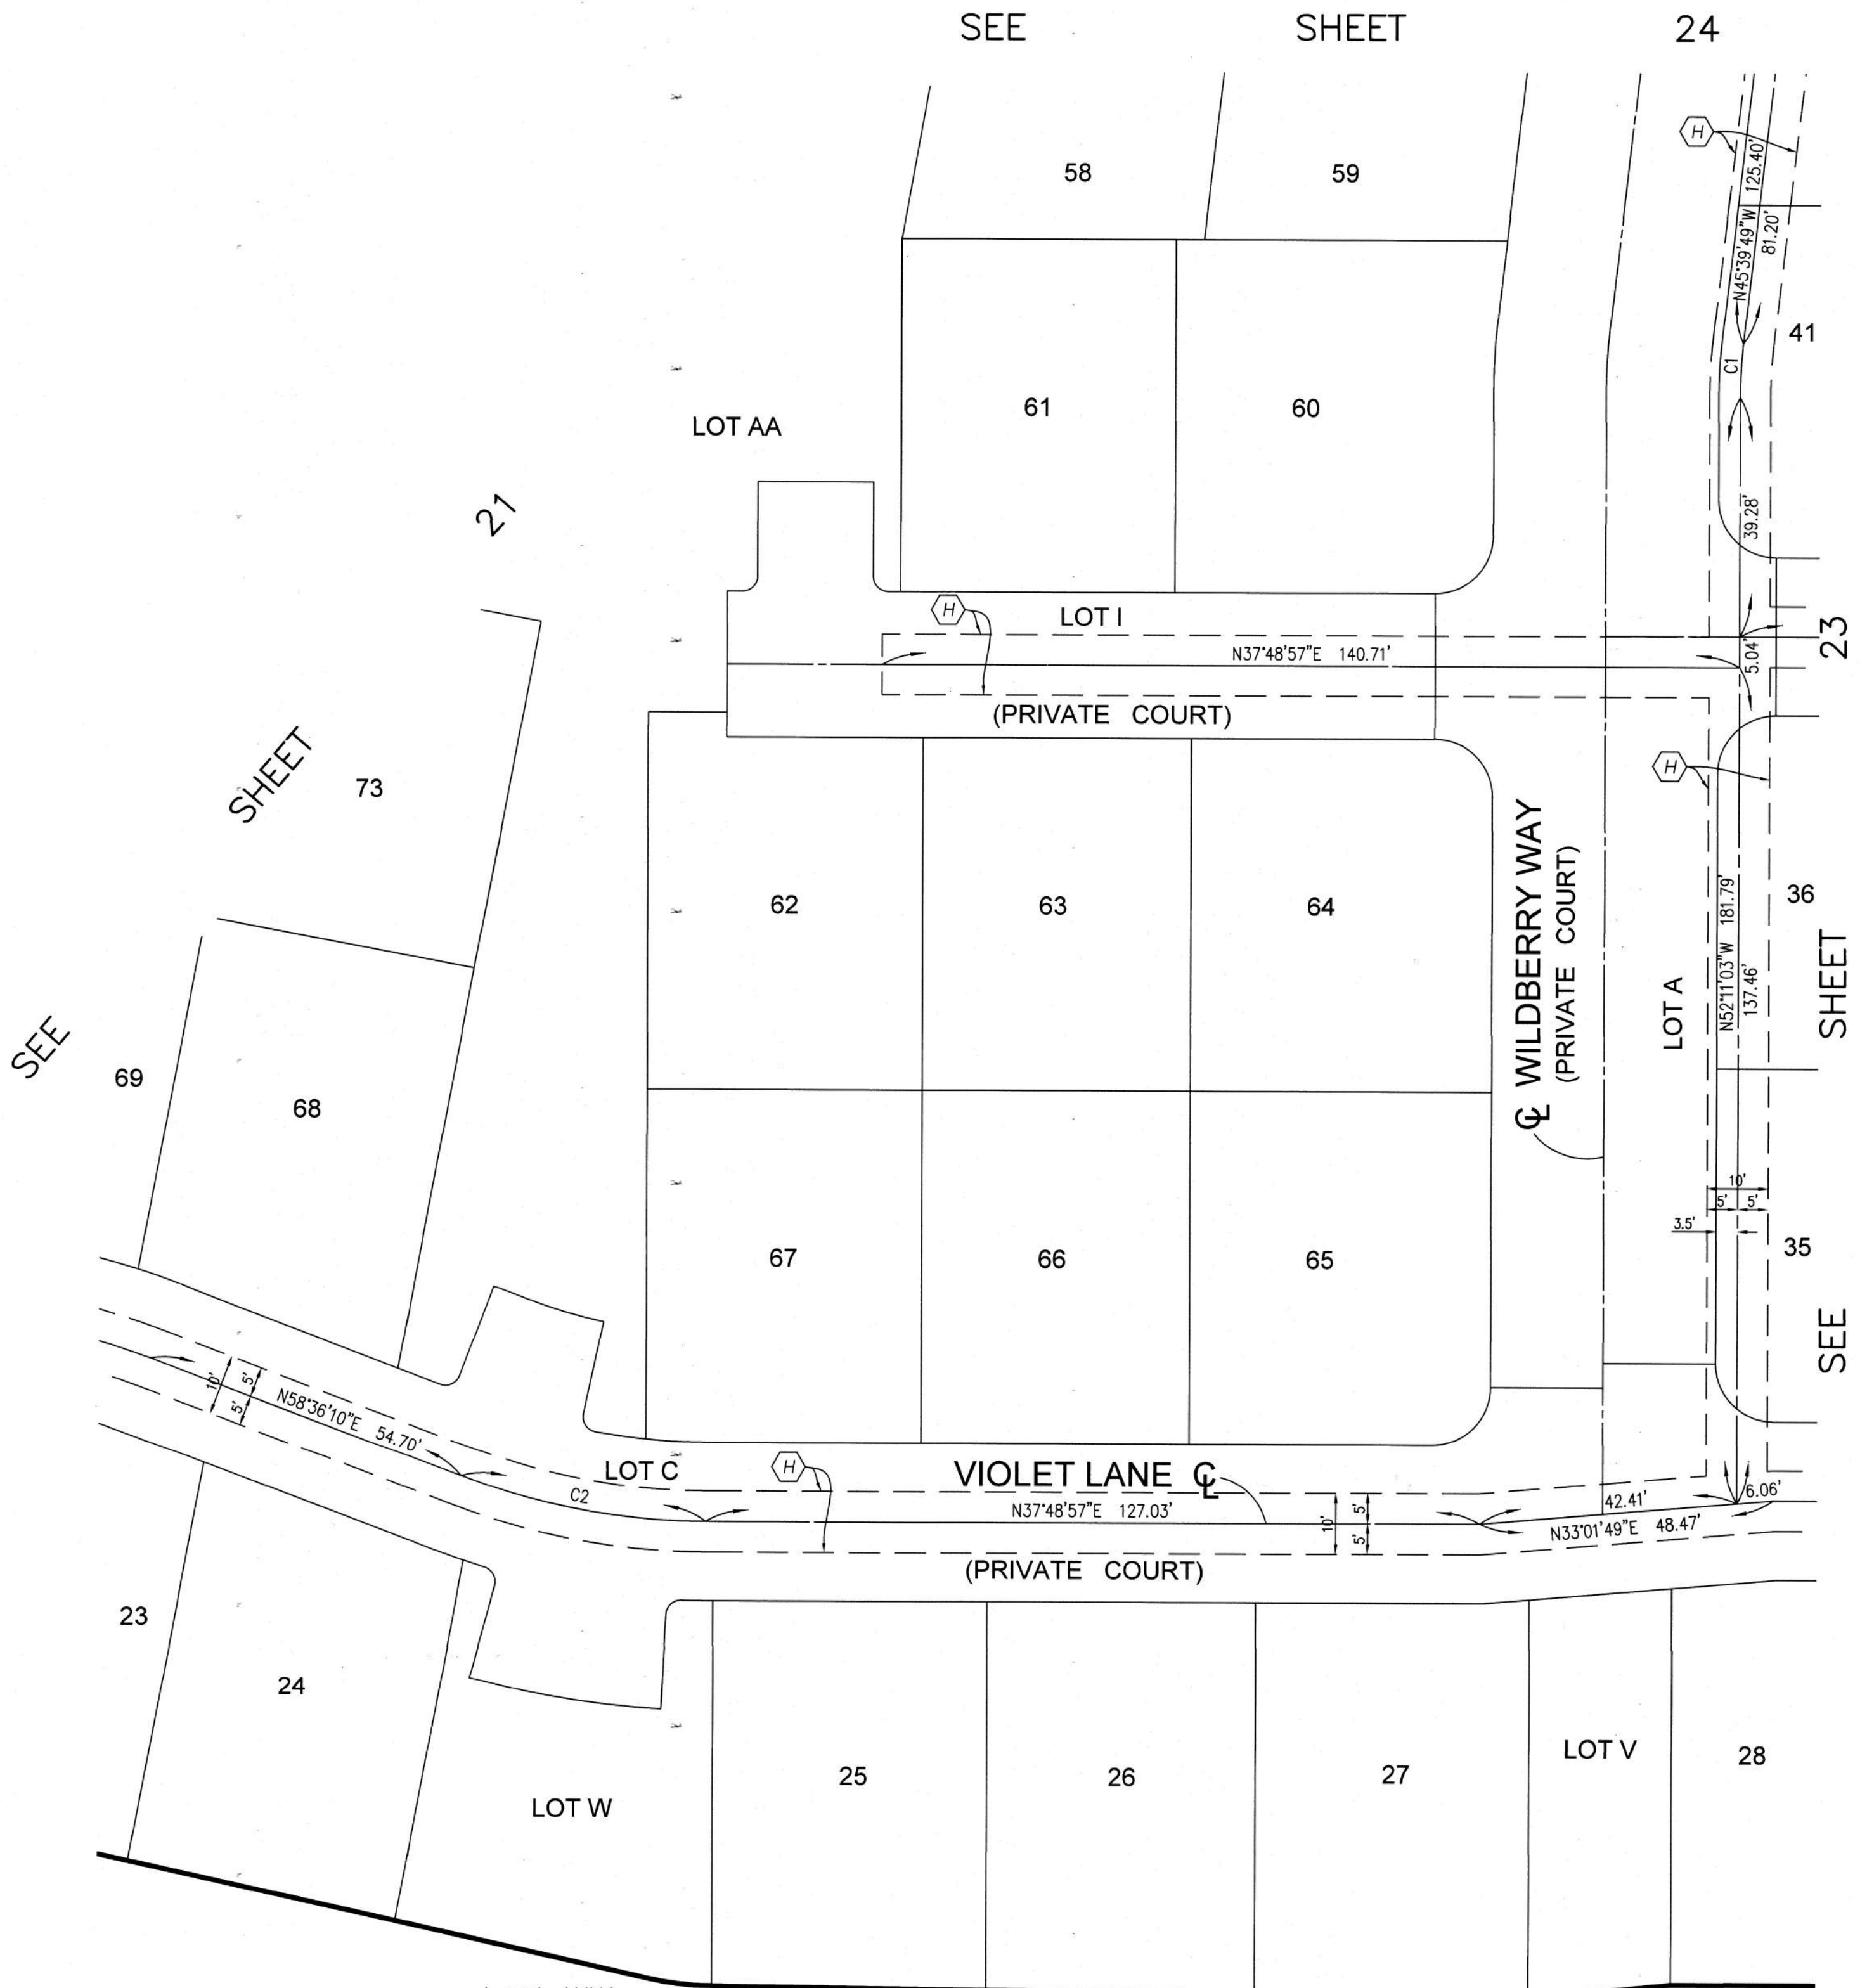 SEE SHEET 24
H
N45°39'49"W 125.40'
81.20'
58
59
41
C1
61
60
LOT AA
21
39.28'
H
LOT I
N37°48'57"E 140.71'
5.04'
23
(PRIVATE COURT)
SHEET
73
H
62
63
64
℄ WILDBERRY WAY
(PRIVATE COURT)
LOT A
N52°11'03"W 181.79'
137.46'
36
SHEET
SEE
69
68
10'
5' 5'
3.5'
67
66
65
35
SEE
10'
5'
5'
N58°36'10"E 54.70'
C2
LOT C
H
VIOLET LANE ℄
N37°48'57"E 127.03'
10'
5'
5'
42.41'
6.06'
N33°01'49"E 48.47'
(PRIVATE COURT)
23
24
LOT W
25
26
27
LOT V
28